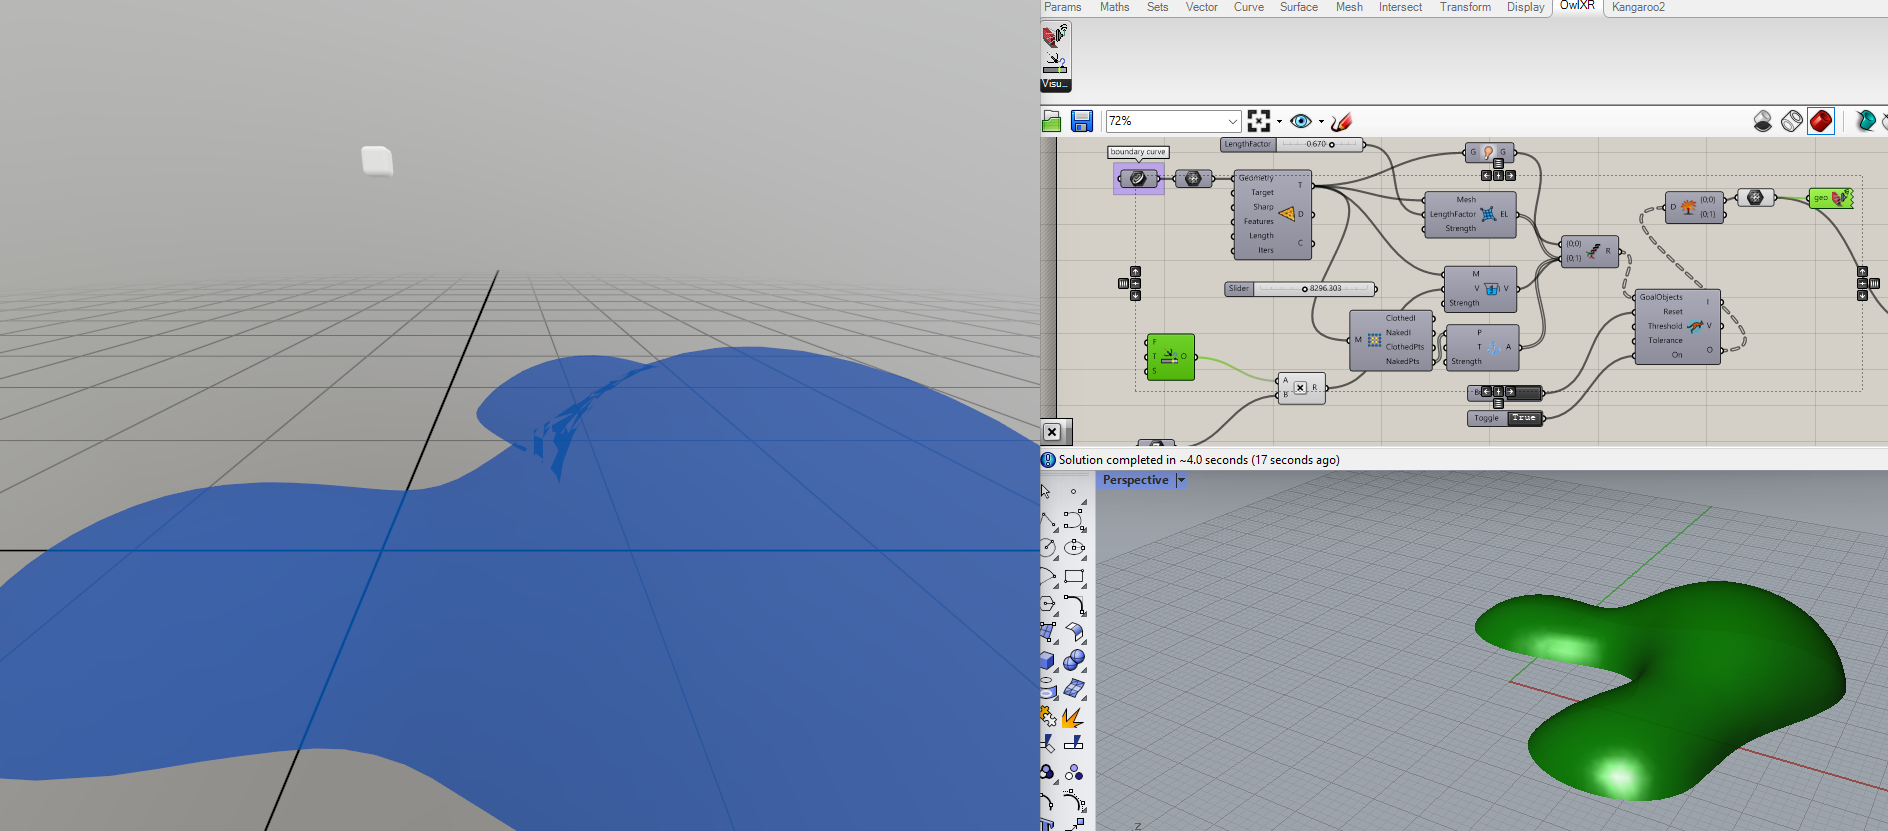 Params Maths Sets Vector Curve Surface Mesh Intersect Transform Display OwlXR Kangaroo2
Visu...
72%
boundary curve
LengthFactor 0.670
G G
Geometry
Target
Sharp
Features
Length
Iters
T
D
C
Mesh
LengthFactor
Strength
EL
{0;0}
{0;1}
R
D
{0;0}
{0;1}
geo
Slider 8296.303
M
V
Strength
V
M
ClothedI
NakedI
ClothedPts
NakedPts
P
T
Strength
A
GoalObjects
Reset
Threshold
Tolerance
On
I
V
O
F
T
S
O
A
B
R
Toggle True
Solution completed in ~4.0 seconds (17 seconds ago)
Perspective
z